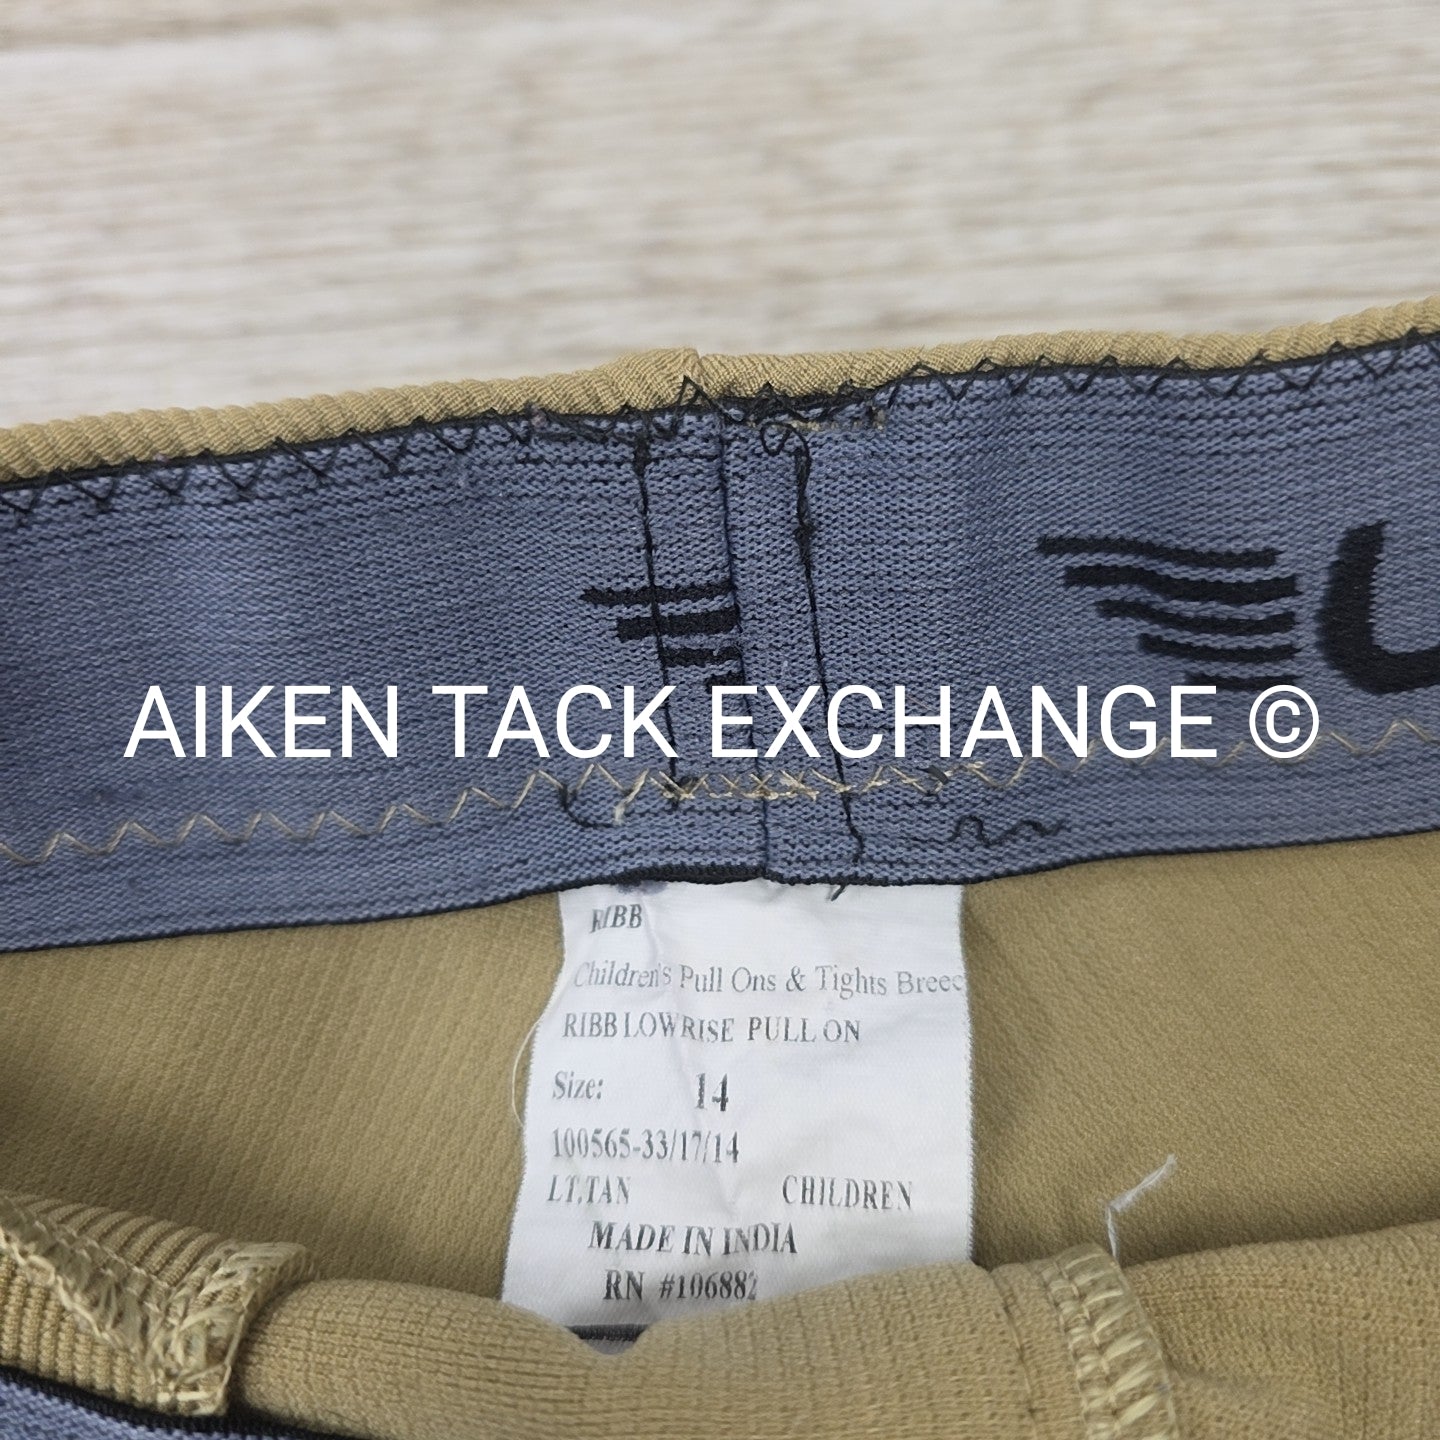 AIKEN TACK EXCHANGE ©
RIBB
Children's Pull Ons & Tights Breec
RIBB LOWRISE PULL ON
Size: 14
100565-33/17/14
LT.TAN CHILDREN
MADE IN INDIA
RN #106882